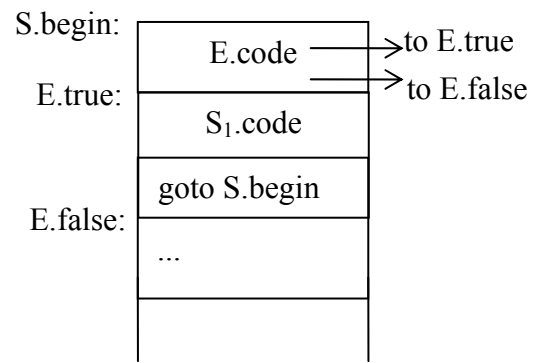 S.begin:
E.code
to E.true
to E.false
E.true:
S₁.code
goto S.begin
E.false:
...